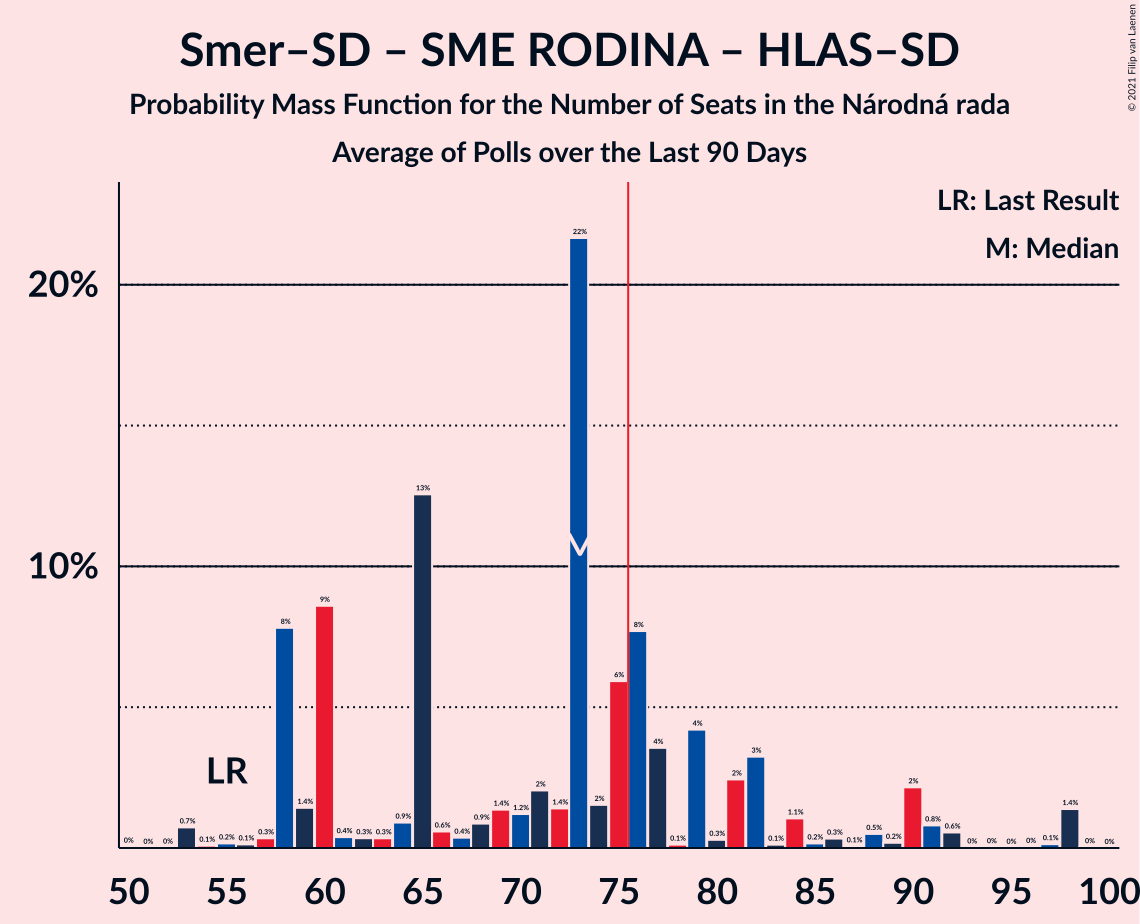 Smer–SD – SME RODINA – HLAS–SD
Probability Mass Function for the Number of Seats in the Národná rada
Average of Polls over the Last 90 Days
© 2021 Filip van Laenen
LR: Last Result
M: Median
20%
10%
LR
M
0% 0% 0% 0.7% 0.1% 0.2% 0.1% 0.3% 8% 1.4% 9% 0.4% 0.3% 0.3% 0.9% 13% 0.6% 0.4% 0.9% 1.4% 1.2% 2% 1.4% 22% 2% 6% 8% 4% 0.1% 4% 0.3% 2% 3% 0.1% 1.1% 0.2% 0.3% 0.1% 0.5% 0.2% 2% 0.8% 0.6% 0% 0% 0% 0% 0.1% 1.4% 0% 0%
50 55 60 65 70 75 80 85 90 95 100